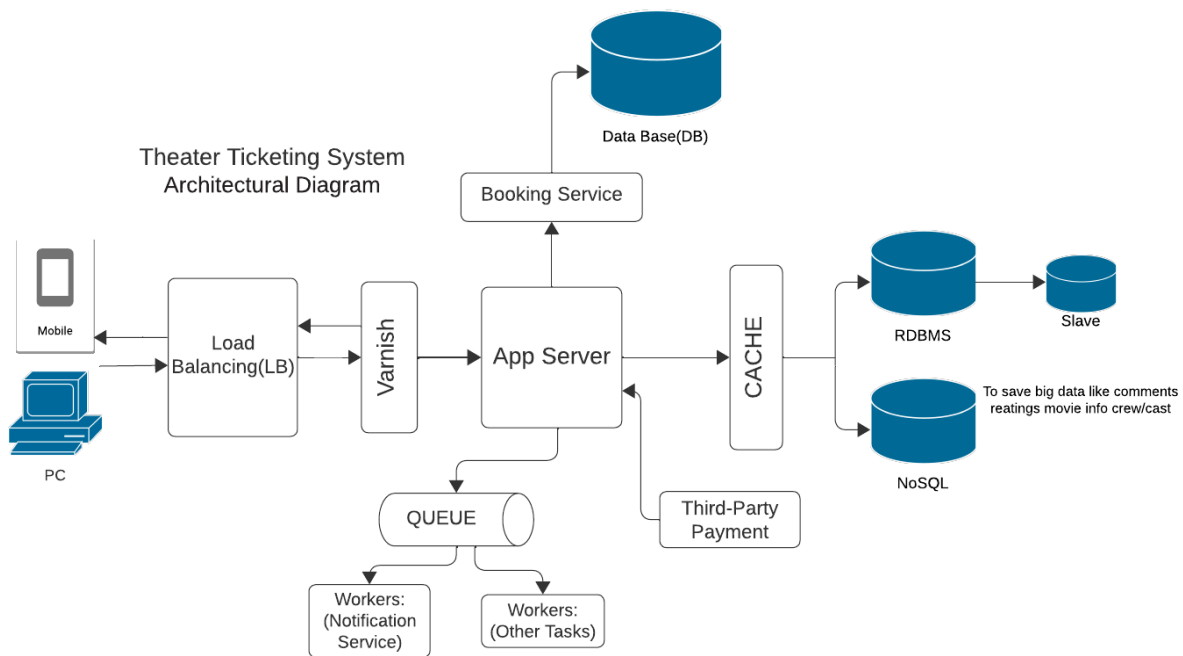 Data Base(DB)
Theater Ticketing System
Architectural Diagram
Booking Service
Mobile
Load
Balancing(LB)
Varnish
App Server
CACHE
RDBMS
Slave
PC
To save big data like comments
reatings movie info crew/cast
NoSQL
QUEUE
Third-Party
Payment
Workers:
(Notification
Service)
Workers:
(Other Tasks)